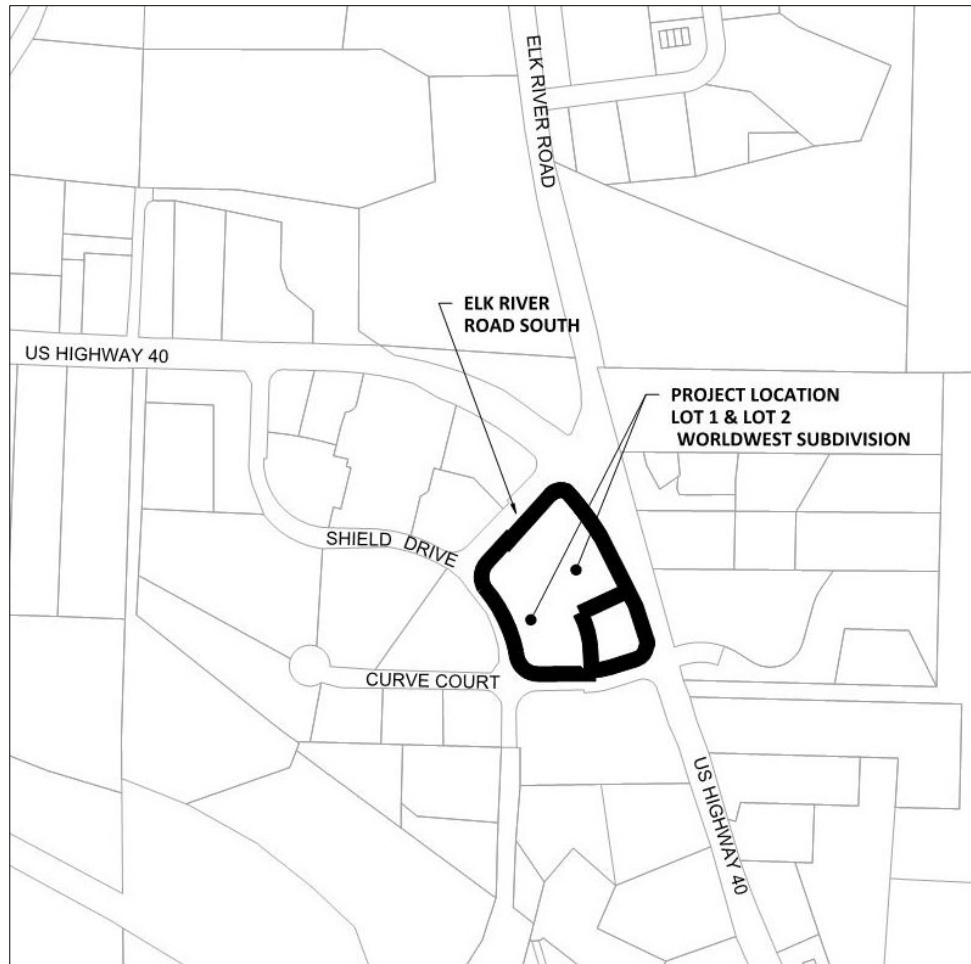 ELK RIVER ROAD
ELK RIVER
ROAD SOUTH
US HIGHWAY 40
PROJECT LOCATION
LOT 1 & LOT 2
WORLDWEST SUBDIVISION
SHIELD DRIVE
CURVE COURT
US HIGHWAY 40